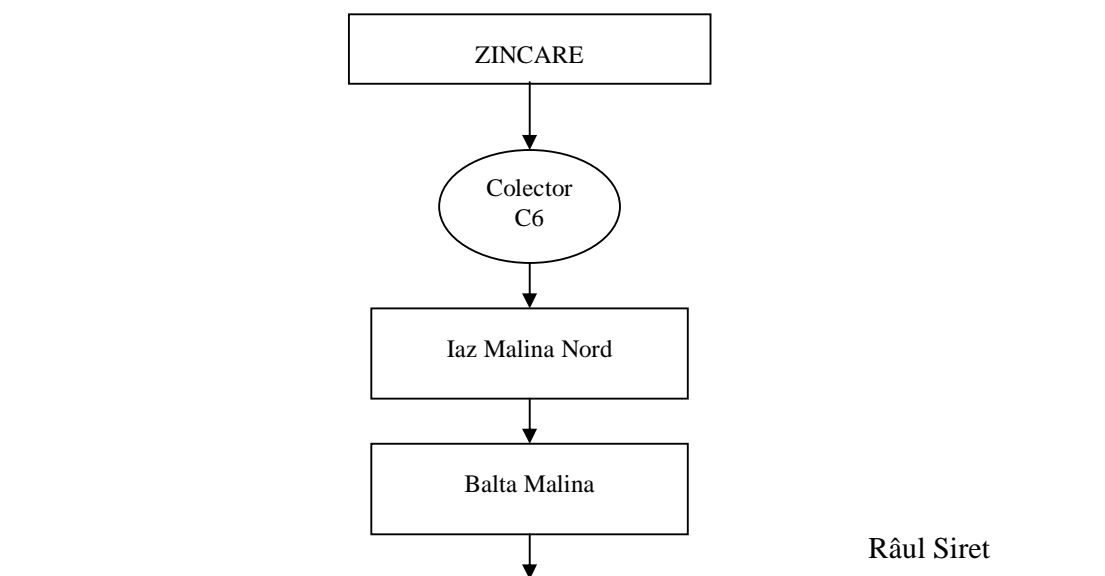 ZINCARE
Colector
C6
Iaz Malina Nord
Balta Malina
Râul Siret